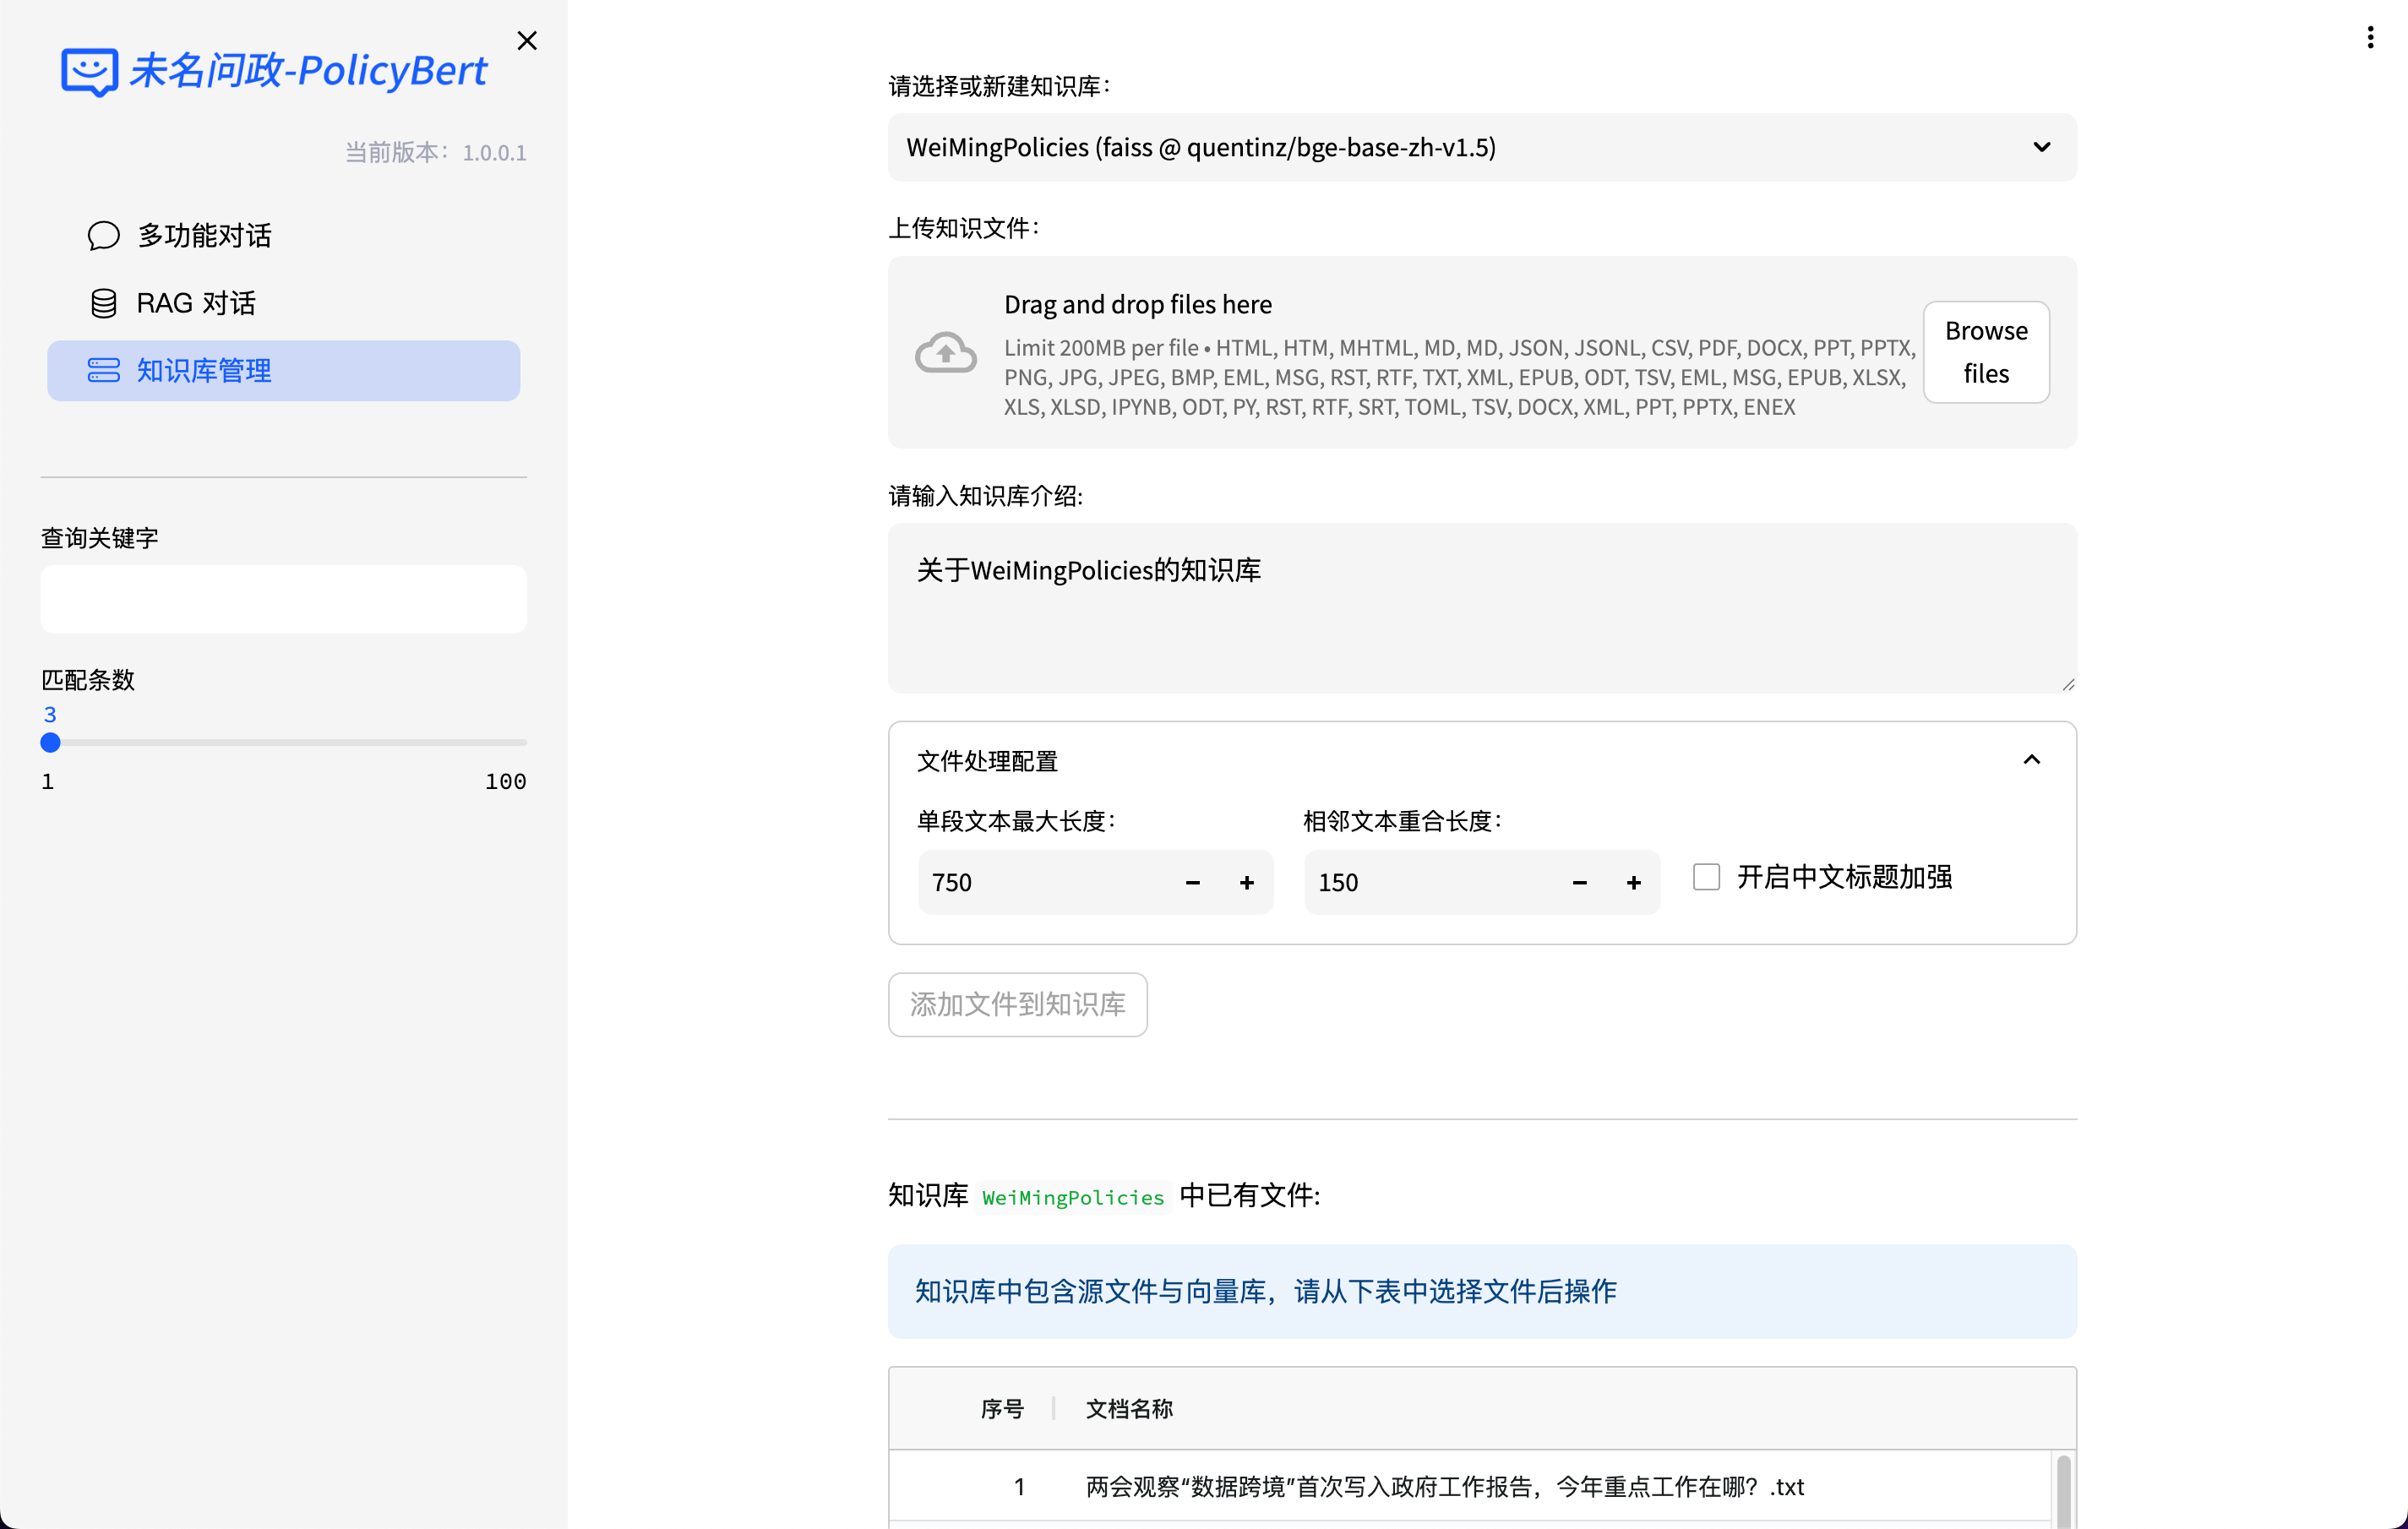 未名问政-PolicyBert
当前版本：1.0.0.1
多功能对话
RAG 对话
知识库管理
查询关键字
匹配条数
3
1 100
请选择或新建知识库：
WeiMingPolicies (faiss @ quentinz/bge-base-zh-v1.5)
上传知识文件：
Drag and drop files here
Limit 200MB per file • HTML, HTM, MHTML, MD, MD, JSON, JSONL, CSV, PDF, DOCX, PPT, PPTX,
PNG, JPG, JPEG, BMP, EML, MSG, RST, RTF, TXT, XML, EPUB, ODT, TSV, EML, MSG, EPUB, XLSX,
XLS, XLSD, IPYNB, ODT, PY, RST, RTF, SRT, TOML, TSV, DOCX, XML, PPT, PPTX, ENEX
Browse
files
请输入知识库介绍:
关于WeiMingPolicies的知识库
文件处理配置
单段文本最大长度： 相邻文本重合长度：
750 150 开启中文标题加强
添加文件到知识库
知识库 WeiMingPolicies 中已有文件:
知识库中包含源文件与向量库，请从下表中选择文件后操作
序号 文档名称
1 两会观察“数据跨境”首次写入政府工作报告，今年重点工作在哪？.txt